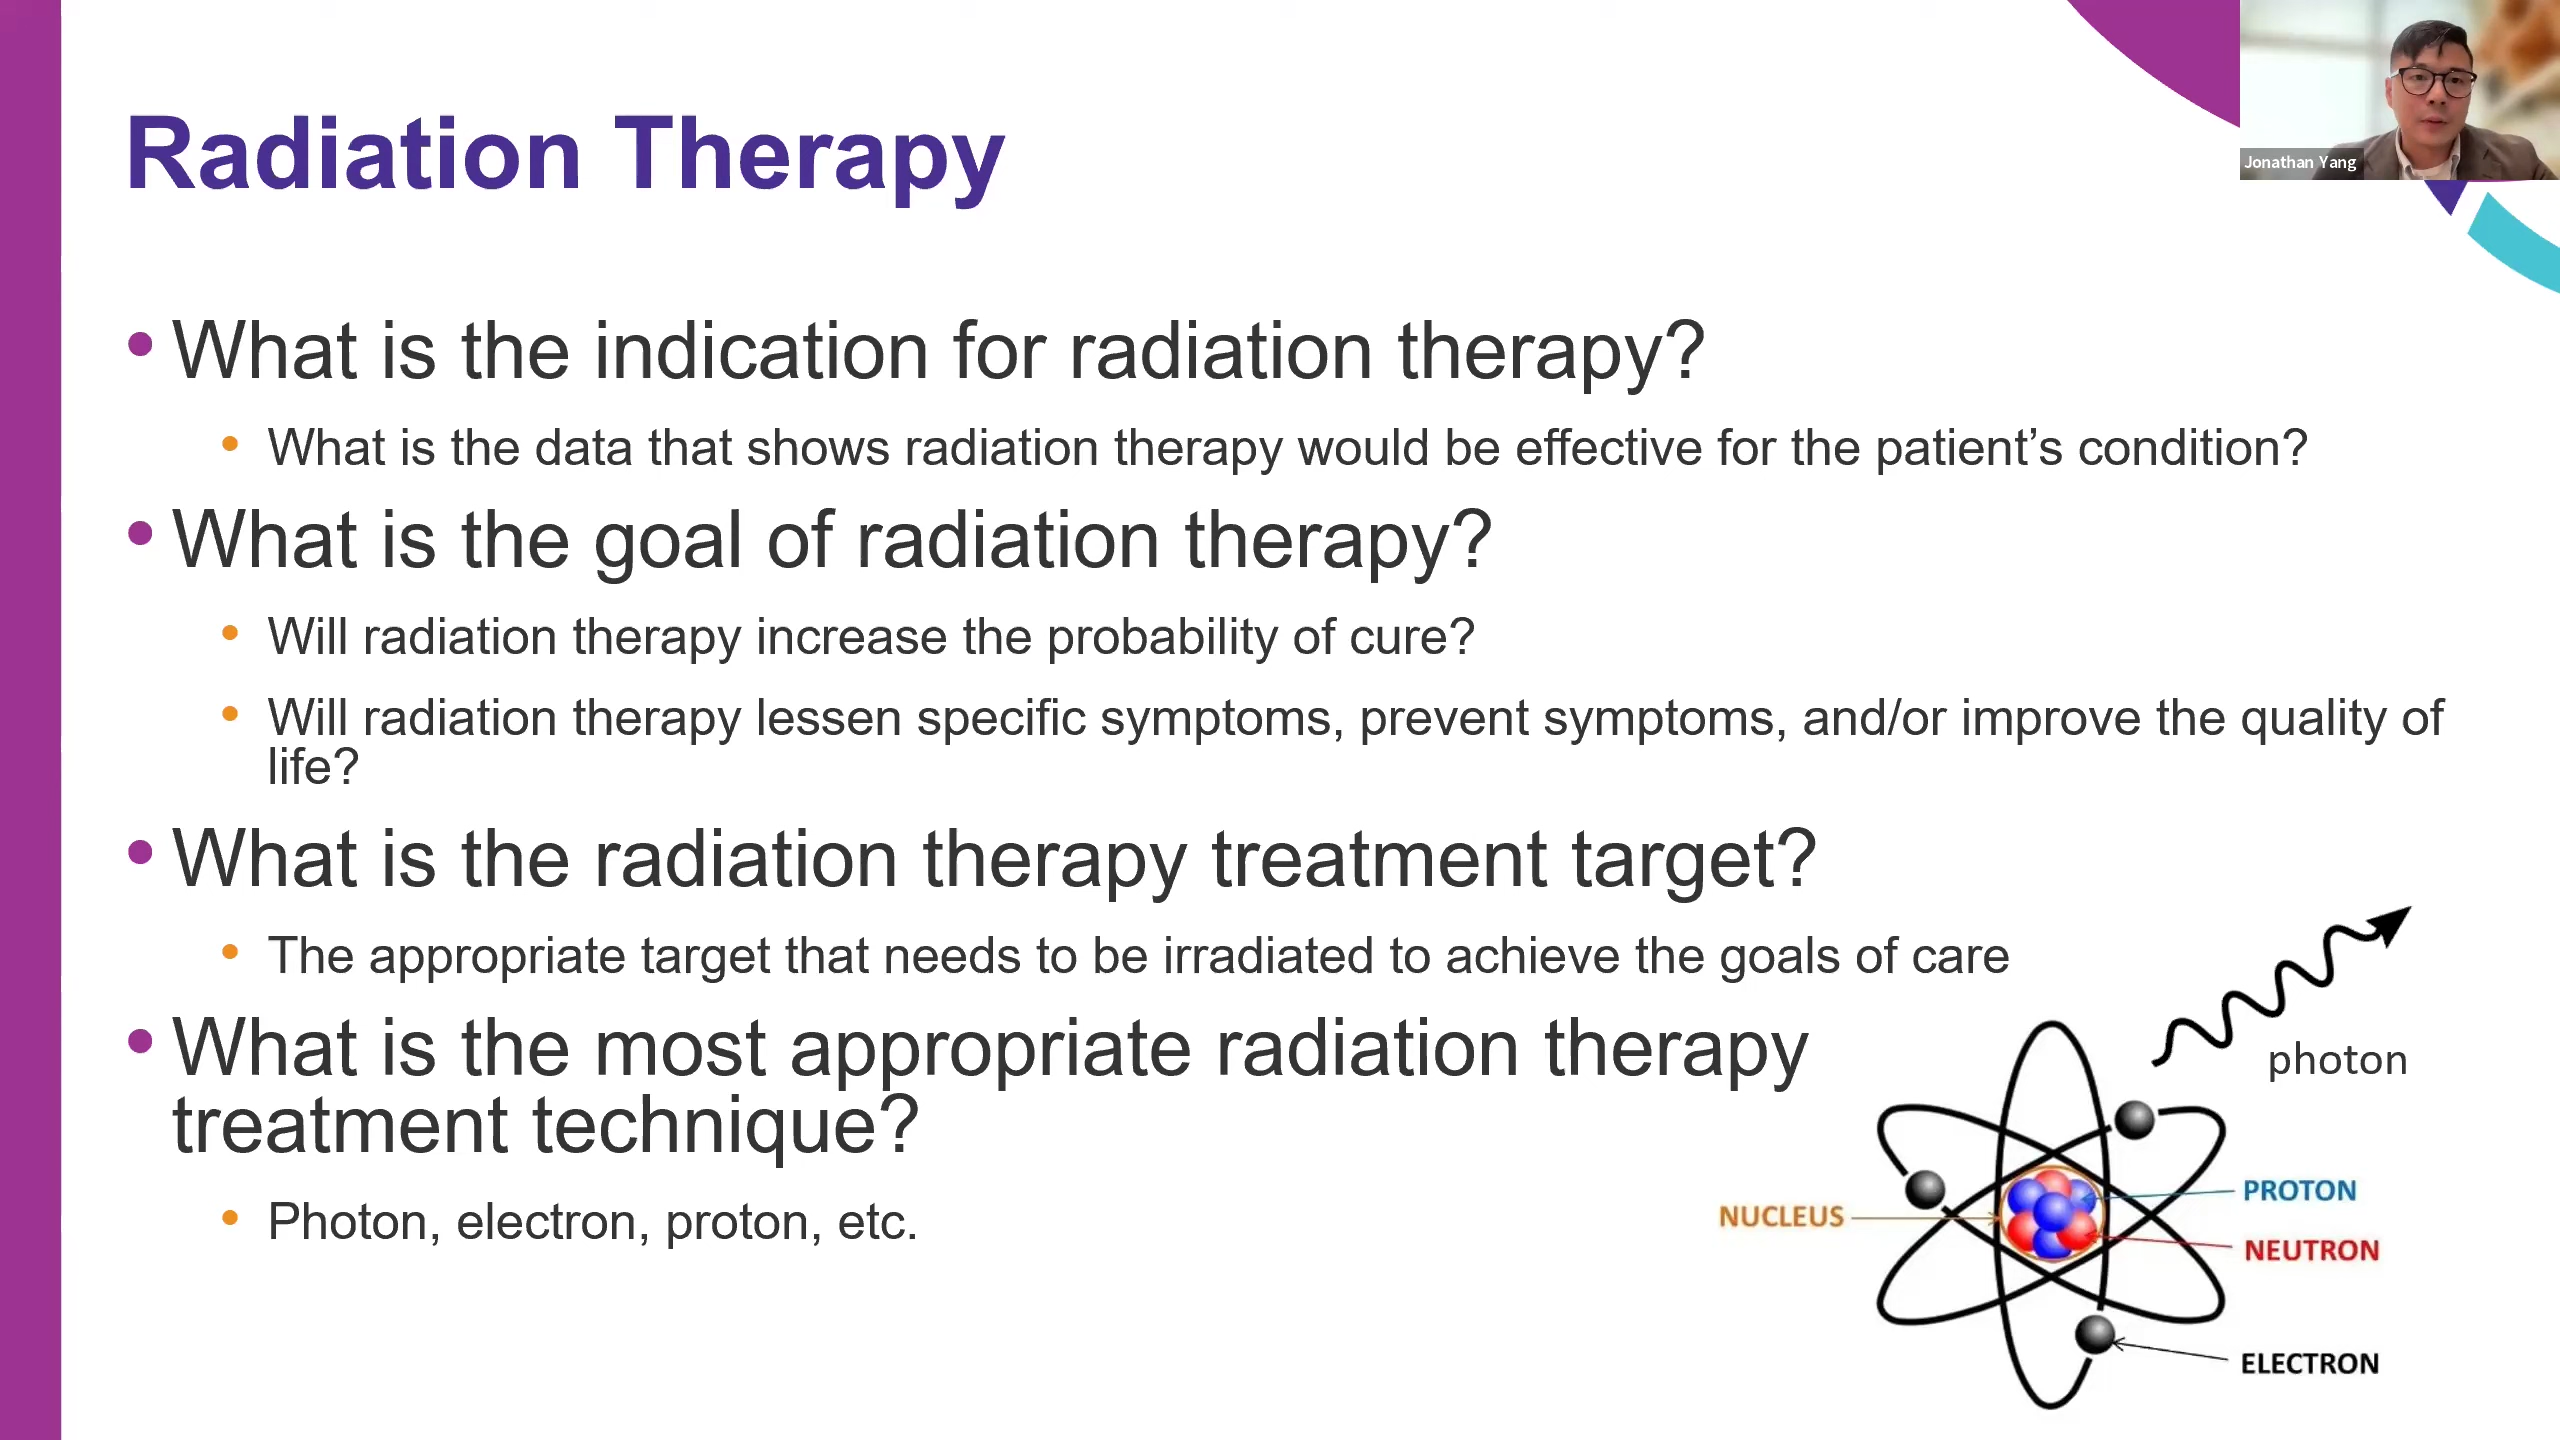 Radiation Therapy
Jonathan Yang
• What is the indication for radiation therapy?
• What is the data that shows radiation therapy would be effective for the patient’s condition?
• What is the goal of radiation therapy?
• Will radiation therapy increase the probability of cure?
• Will radiation therapy lessen specific symptoms, prevent symptoms, and/or improve the quality of
life?
• What is the radiation therapy treatment target?
• The appropriate target that needs to be irradiated to achieve the goals of care
• What is the most appropriate radiation therapy
treatment technique?
• Photon, electron, proton, etc.
photon
PROTON
NUCLEUS
NEUTRON
ELECTRON